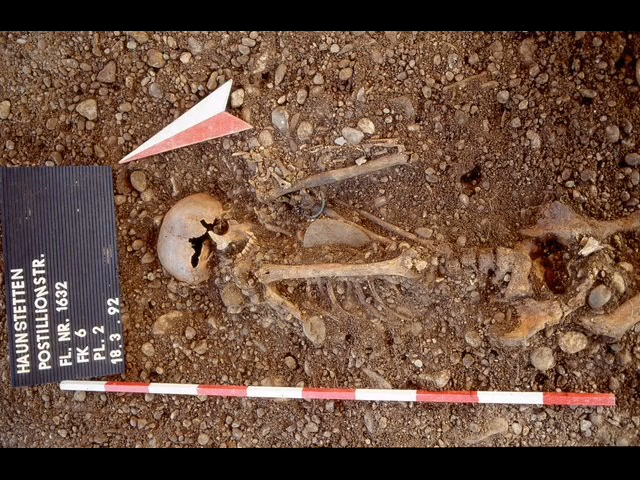 HAUNSTETTEN
POSTILLIONSTR.
FL. NR. 1632
FK 6
PL. 2
18. 3. 92